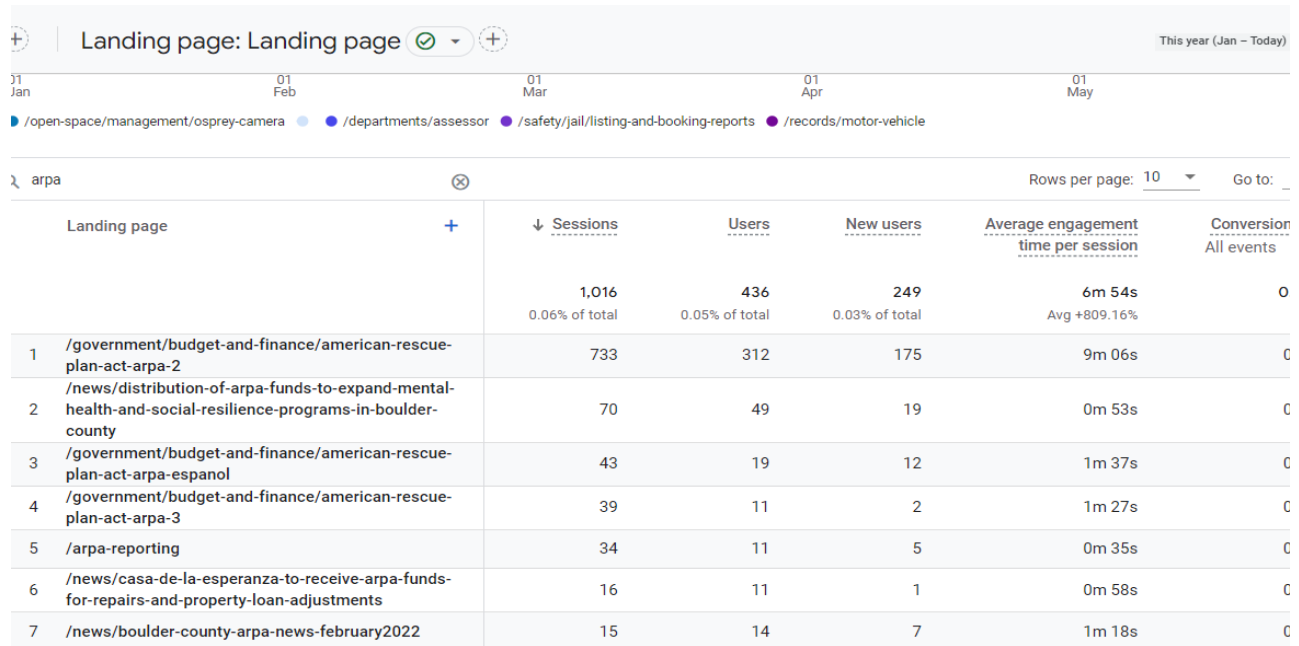 Landing page: Landing page
This year (Jan – Today)
01 01 01 01 01
Jan Feb Mar Apr May
/open-space/management/osprey-camera /departments/assessor /safety/jail/listing-and-booking-reports /records/motor-vehicle
arpa Rows per page: 10 Go to:
Landing page + ↓ Sessions Users New users Average engagement Conversion
time per session All events
1,016 436 249 6m 54s 0
0.06% of total 0.05% of total 0.03% of total Avg +809.16%
/government/budget-and-finance/american-rescue-
1 plan-act-arpa-2 733 312 175 9m 06s 0
/news/distribution-of-arpa-funds-to-expand-mental-
2 health-and-social-resilience-programs-in-boulder- 70 49 19 0m 53s 0
county
/government/budget-and-finance/american-rescue-
3 plan-act-arpa-espanol 43 19 12 1m 37s 0
/government/budget-and-finance/american-rescue-
4 plan-act-arpa-3 39 11 2 1m 27s 0
5 /arpa-reporting 34 11 5 0m 35s 0
/news/casa-de-la-esperanza-to-receive-arpa-funds-
6 for-repairs-and-property-loan-adjustments 16 11 1 0m 58s 0
7 /news/boulder-county-arpa-news-february2022 15 14 7 1m 18s 0